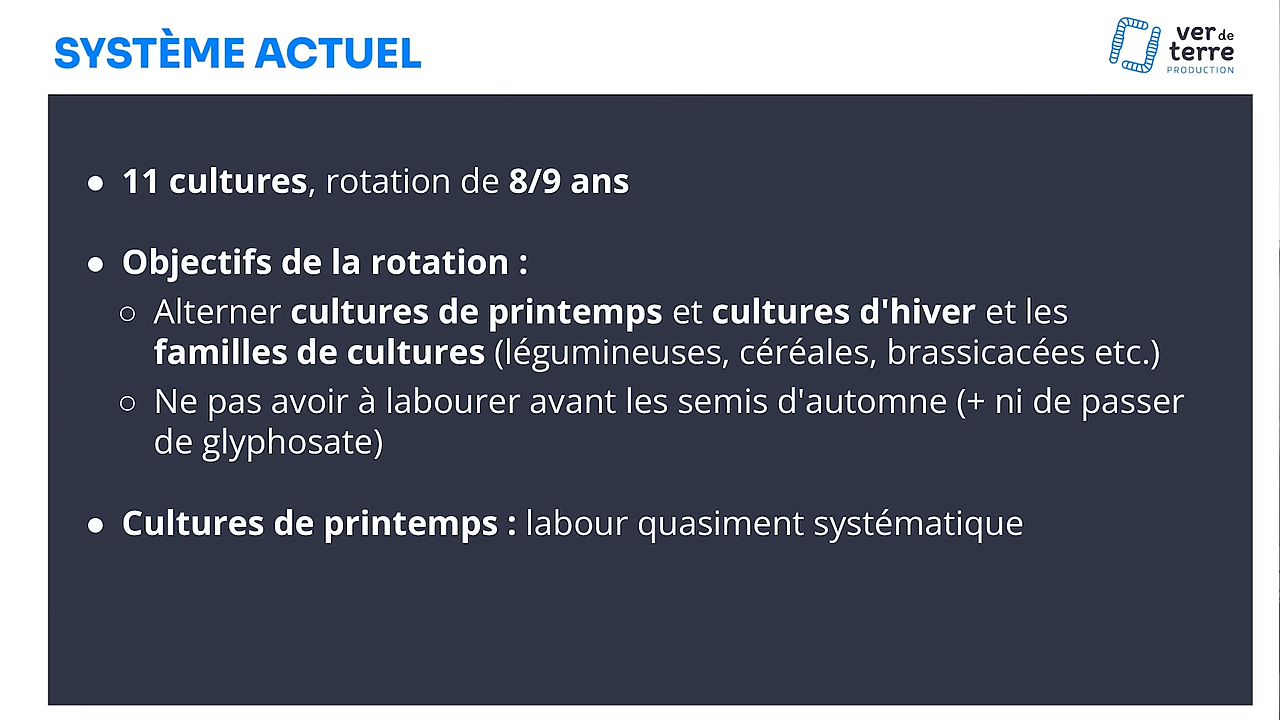 SYSTÈME ACTUEL
ver de
terre
PRODUCTION
● 11 cultures, rotation de 8/9 ans
● Objectifs de la rotation :
○ Alterner cultures de printemps et cultures d'hiver et les
familles de cultures (légumineuses, céréales, brassicacées etc.)
○ Ne pas avoir à labourer avant les semis d'automne (+ ni de passer
de glyphosate)
● Cultures de printemps : labour quasiment systématique